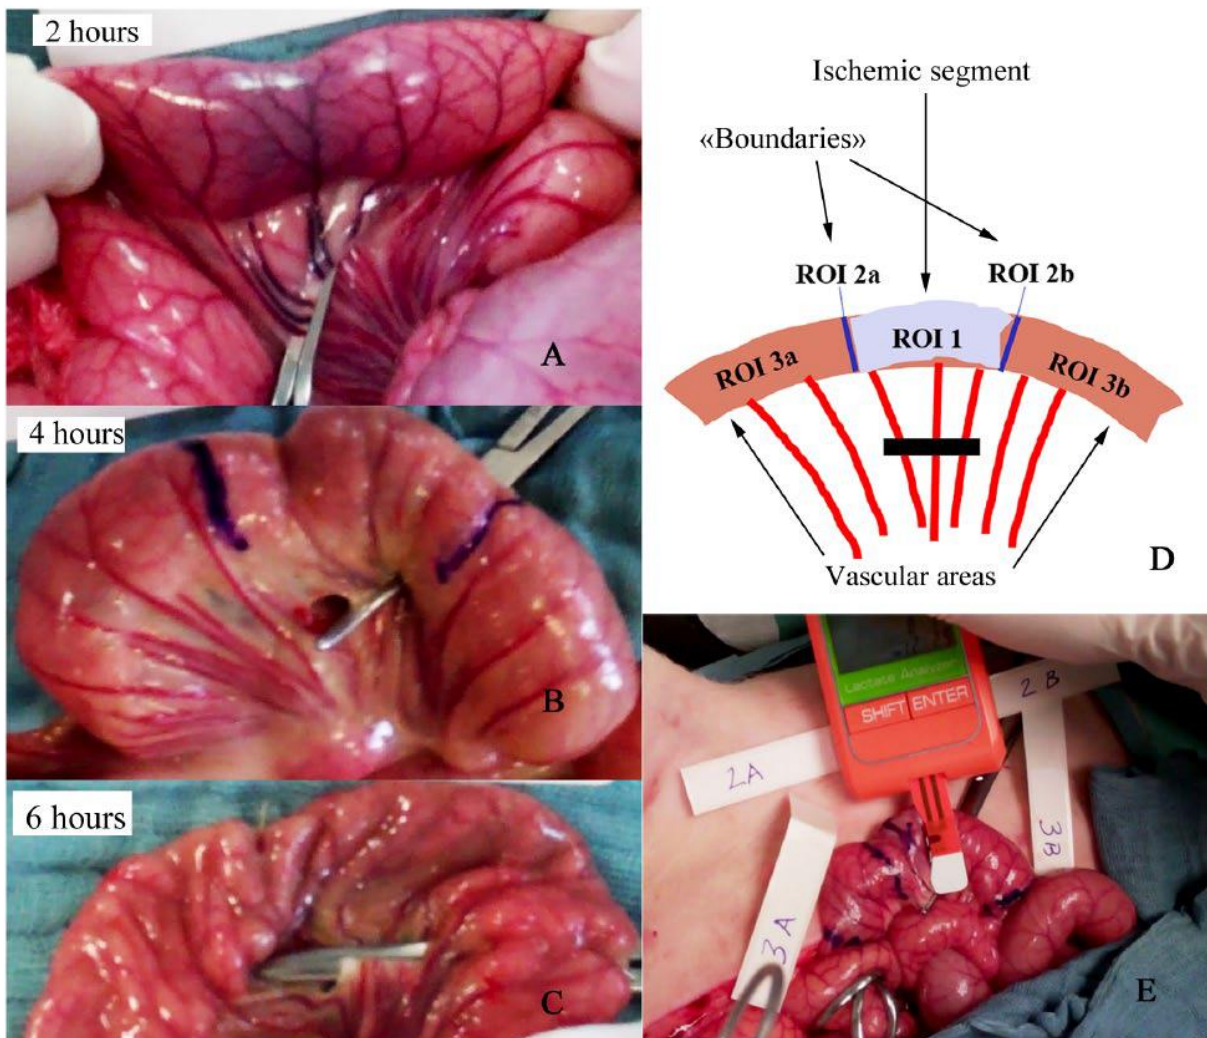 2 hours
A
4 hours
B
6 hours
C
Ischemic segment
«Boundaries»
ROI 2a
ROI 2b
ROI 1
ROI 3a
ROI 3b
Vascular areas
D
Lactate Analyzer
SHIFT ENTER
2A
2 B
3A
3B
E